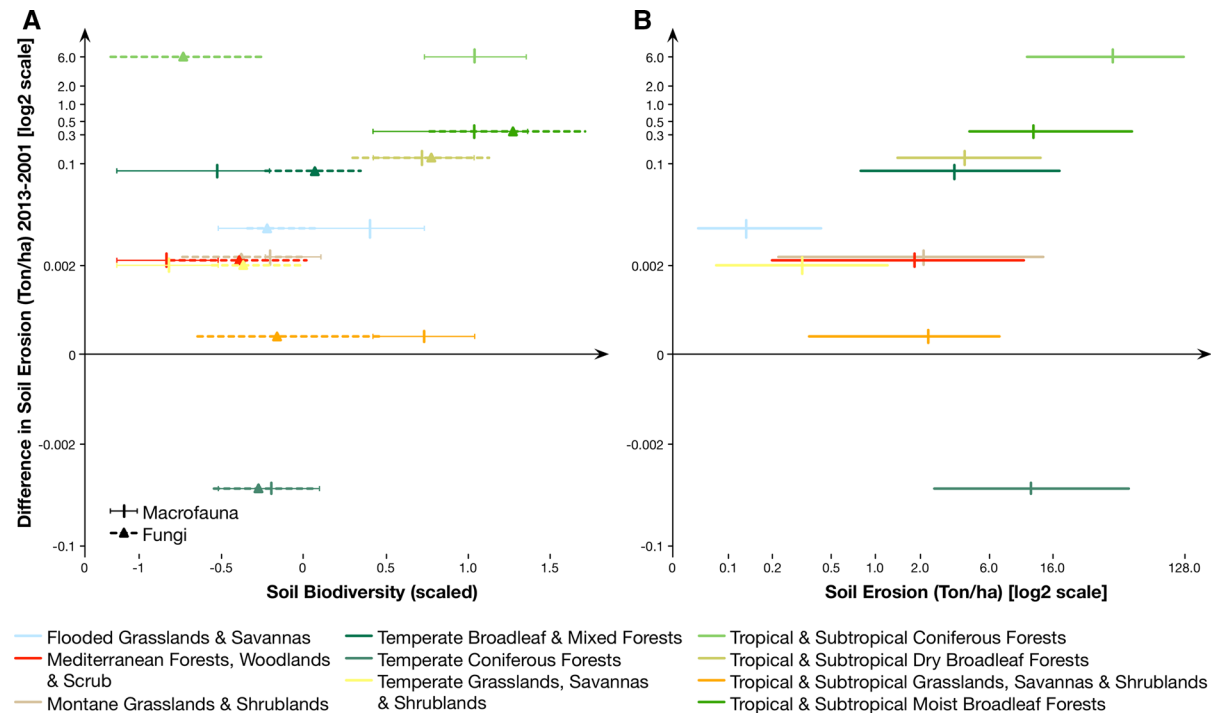 A
B
Difference in Soil Erosion (Ton/ha) 2013-2001 [log2 scale]
6.0
2.0
1.0
0.5
0.3
0.1
0.002
0
-0.002
-0.1
Macrofauna
Fungi
0
-1
-0.5
0
0.5
1.0
1.5
Soil Biodiversity (scaled)
6.0
2.0
1.0
0.5
0.3
0.1
0.002
0
-0.002
-0.1
0
0.1
0.2
0.5
1.0
2.0
6.0
16.0
128.0
Soil Erosion (Ton/ha) [log2 scale]
Flooded Grasslands & Savannas
Mediterranean Forests, Woodlands
& Scrub
Montane Grasslands & Shrublands
Temperate Broadleaf & Mixed Forests
Temperate Coniferous Forests
Temperate Grasslands, Savannas
& Shrublands
Tropical & Subtropical Coniferous Forests
Tropical & Subtropical Dry Broadleaf Forests
Tropical & Subtropical Grasslands, Savannas & Shrublands
Tropical & Subtropical Moist Broadleaf Forests